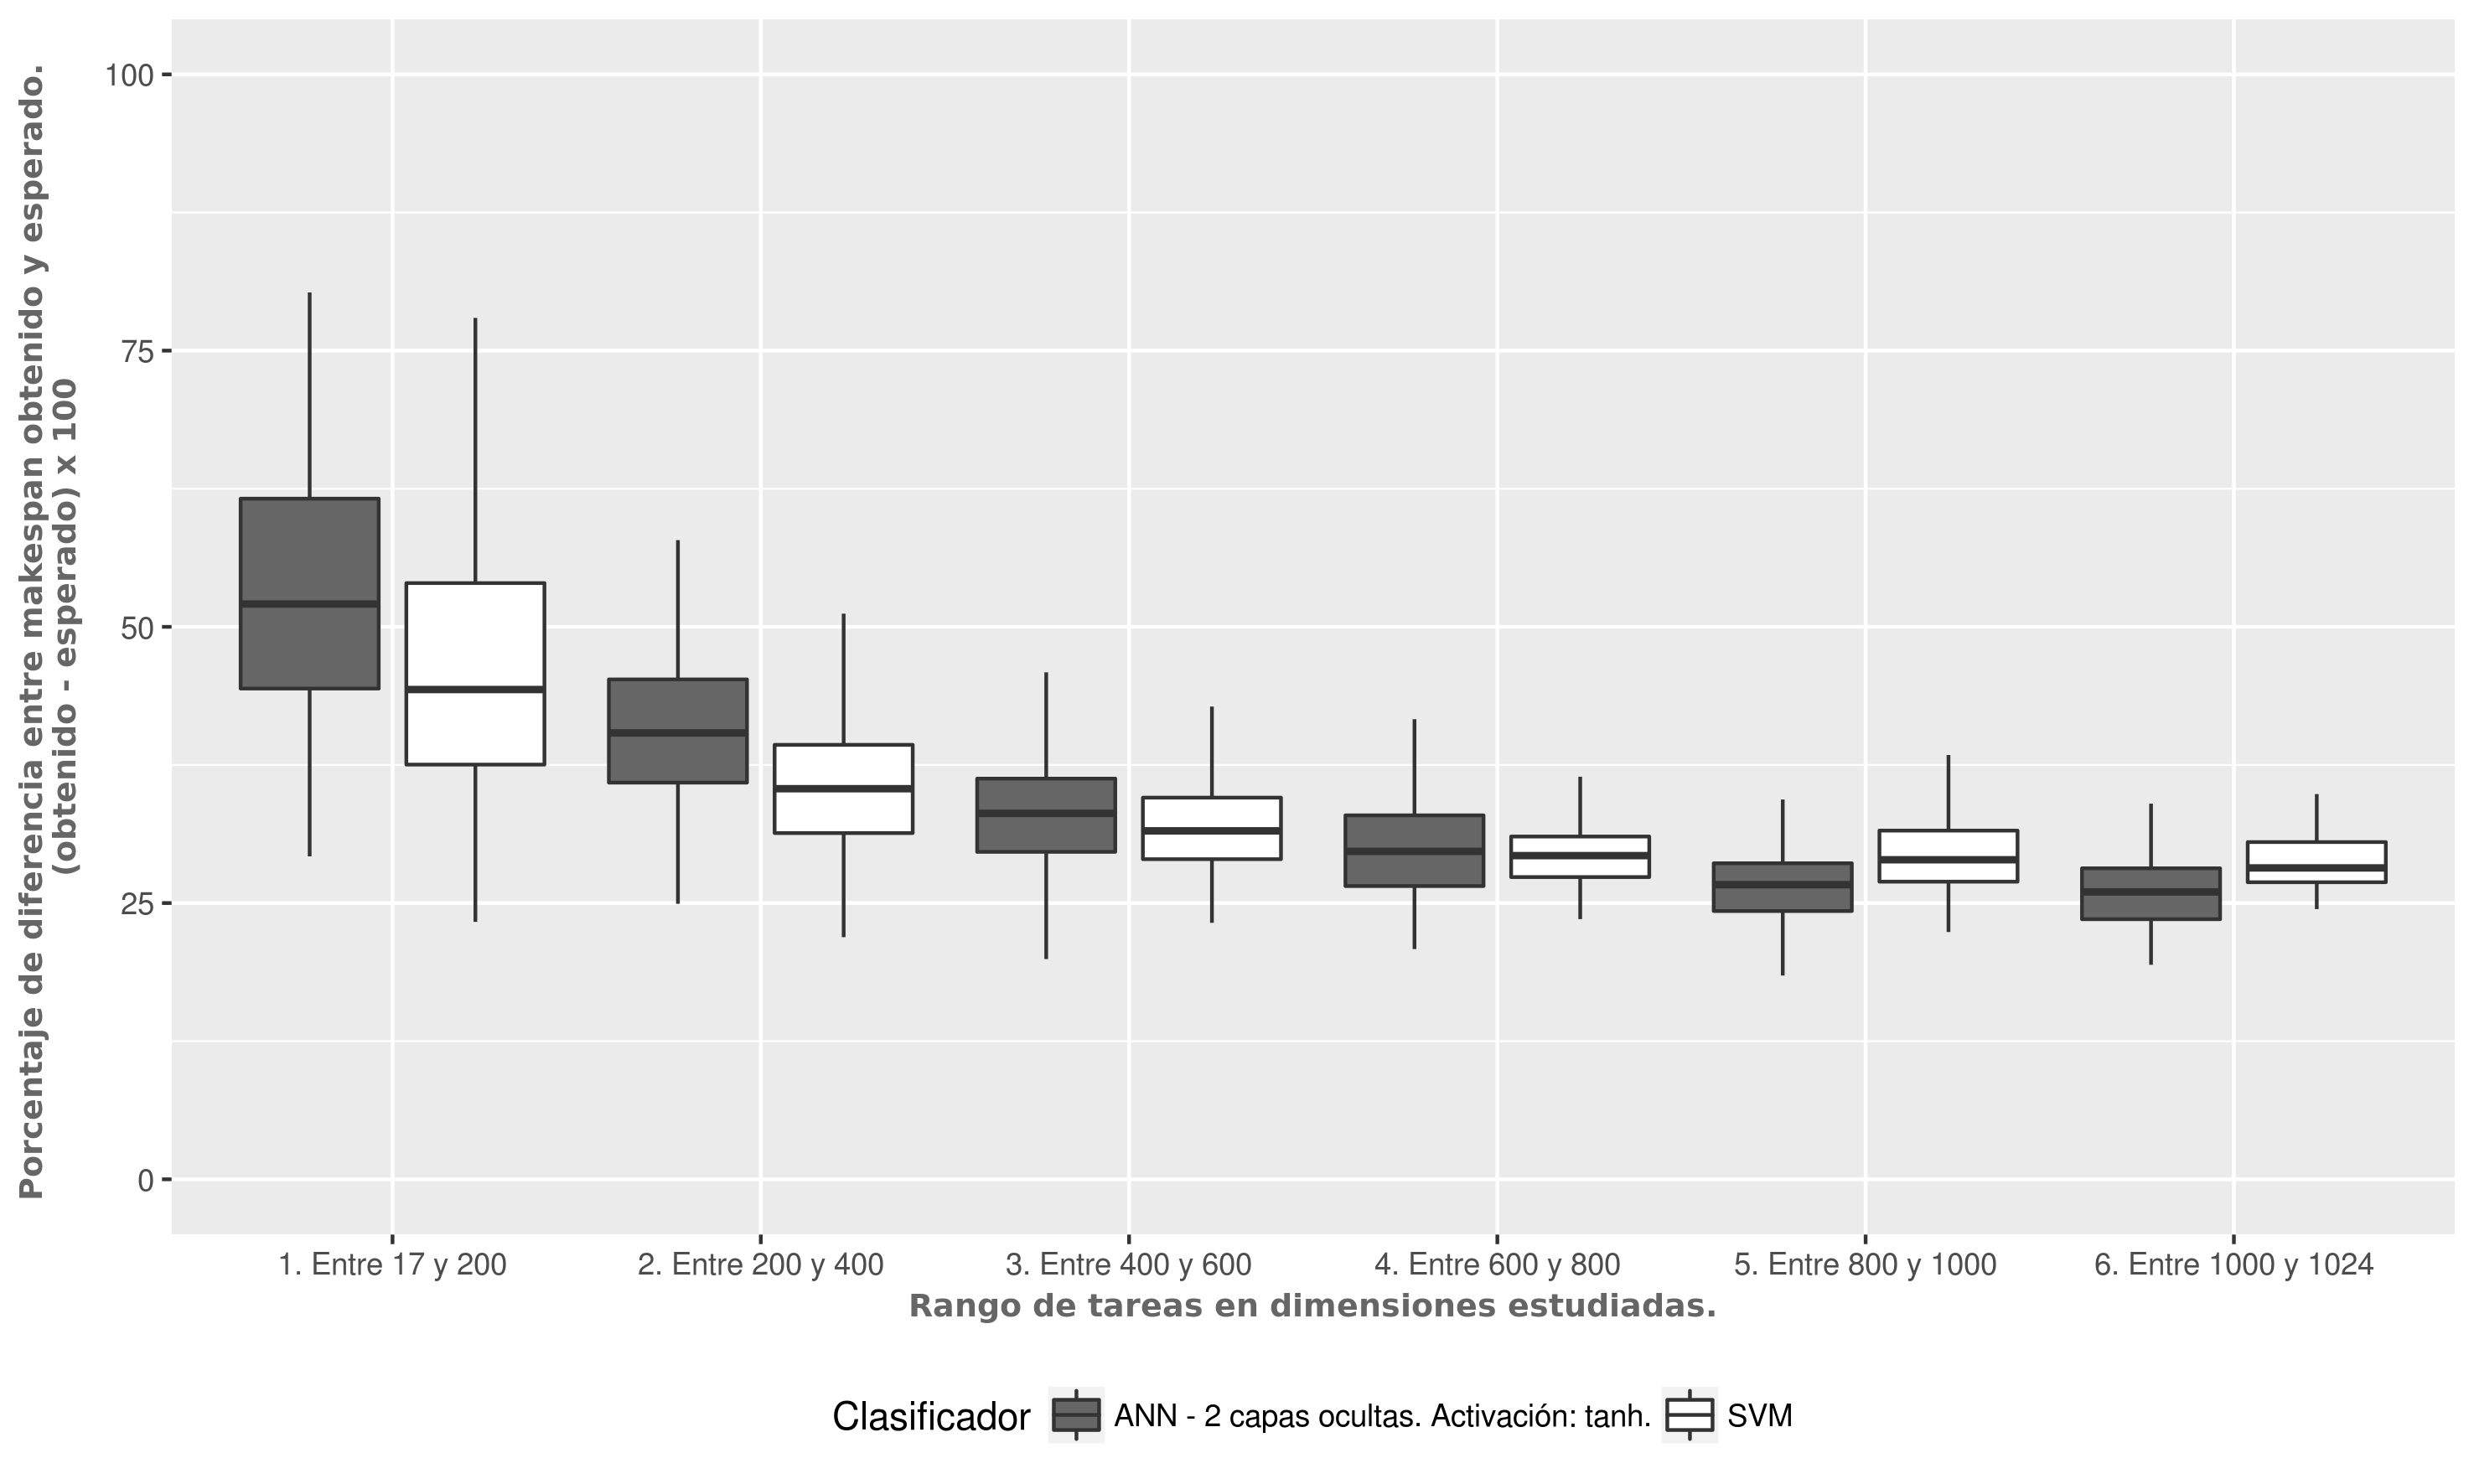 Porcentaje de diferencia entre makespan obtenido y esperado.
(obtenido - esperado) x 100
100
75
50
25
0
1. Entre 17 y 200
2. Entre 200 y 400
3. Entre 400 y 600
4. Entre 600 y 800
5. Entre 800 y 1000
6. Entre 1000 y 1024
Rango de tareas en dimensiones estudiadas.
Clasificador
ANN - 2 capas ocultas. Activación: tanh.
SVM